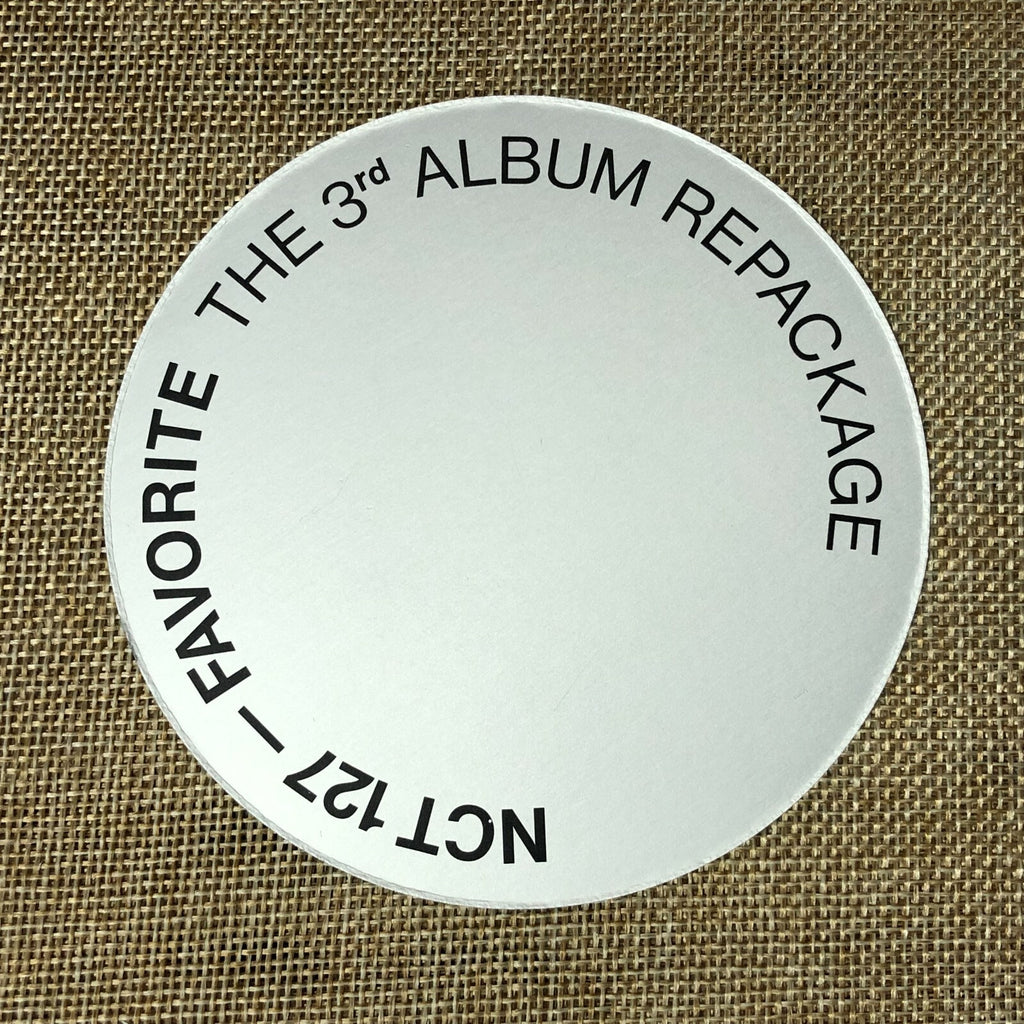 NCT 127 – FAVORITE THE 3rd ALBUM REPACKAGE